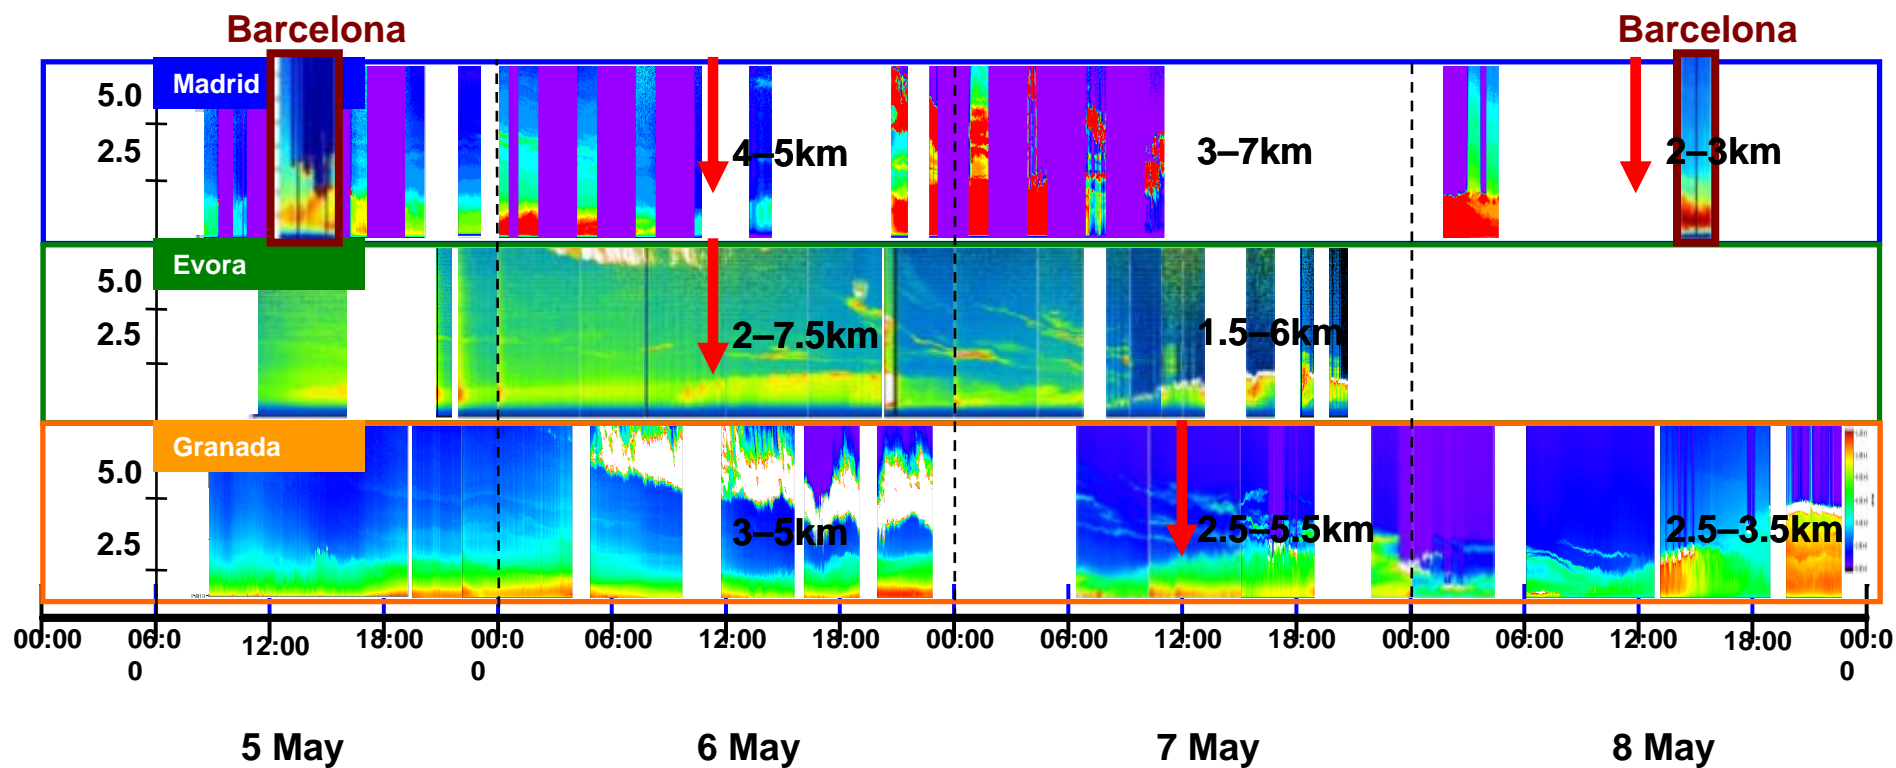 Barcelona Barcelona
Madrid
5.0
2.5
4–5km 3–7km 2–3km
Evora
5.0
2.5
2–7.5km 1.5–6km
Granada
5.0
2.5
3–5km 2.5–5.5km 2.5–3.5km
00:00 06:0 12:00 18:00 00:0 06:00 12:00 18:00 00:00 06:00 12:00 18:00 00:00 06:00 12:00 18:00 00:0
0 0 0
5 May 6 May 7 May 8 May